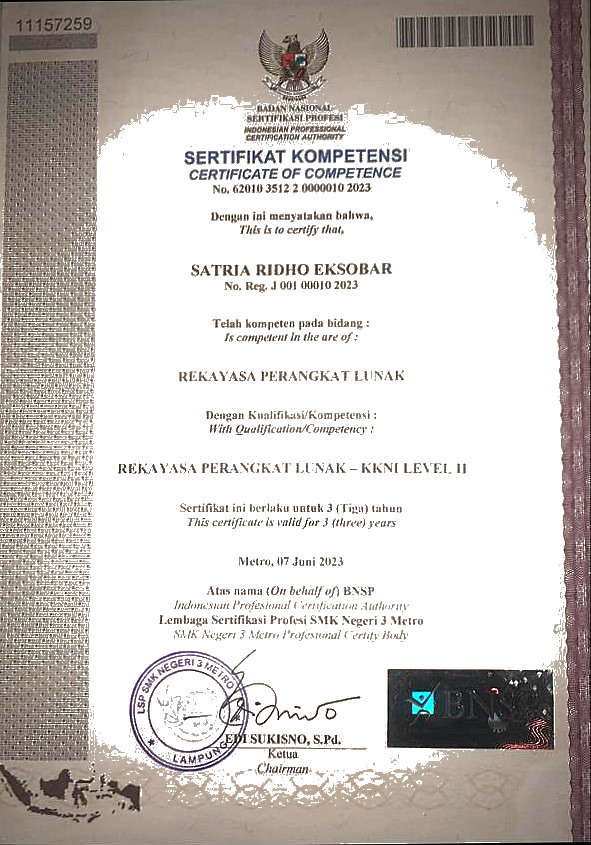 11157259
BADAN NASIONAL
SERTIFIKASI PROFESI
INDONESIAN PROFESSIONAL
CERTIFICATION AUTHORITY
SERTIFIKAT KOMPETENSI
CERTIFICATE OF COMPETENCE
No. 62010 3512 2 0000010 2023
Dengan ini menyatakan bahwa,
This is to certify that,
SATRIA RIDHO EKSOBAR
No. Reg. J 001 00010 2023
Telah kompeten pada bidang :
Is competent in the are of :
REKAYASA PERANGKAT LUNAK
Dengan Kualifikasi/Kompetensi :
With Qualification/Competency :
REKAYASA PERANGKAT LUNAK – KKNI LEVEL II
Sertifikat ini berlaku untuk 3 (Tiga) tahun
This certificate is valid for 3 (three) years
Metro, 07 Juni 2023
Atas nama (On behalf of) BNSP
Indonesian Profesional Certification Authority
Lembaga Sertifikasi Profesi SMK Negeri 3 Metro
SMK Negeri 3 Metro Profesional Certify Body
LSP SMK NEGERI 3 METRO
LAMPUNG
BNS
EDI SUKISNO, S.Pd.
Ketua
Chairman